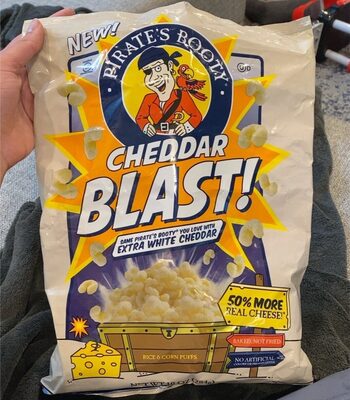 NEW!
PIRATE'S BOOTY
CHEDDAR
BLAST!
SAME PIRATE'S BOOTY® YOU LOVE WITH
EXTRA WHITE CHEDDAR
50% MORE
REAL CHEESE!*
BAKED, NOT FRIED
NO ARTIFICIAL
RICE & CORN PUFFS